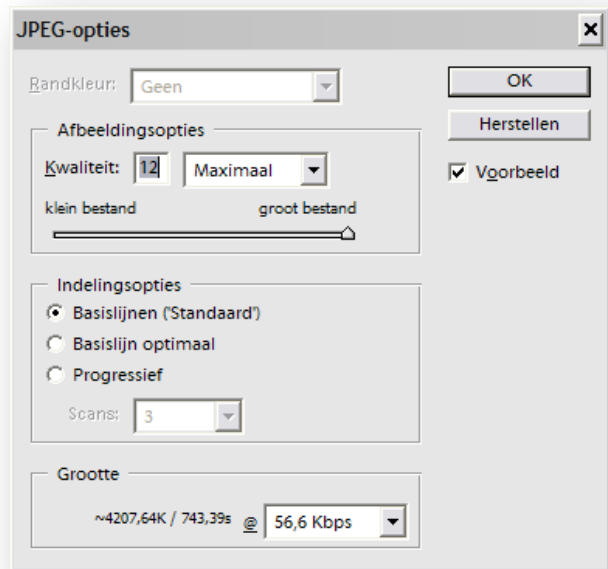 JPEG-opties
Randkleur: Geen
OK
Herstellen
Voorbeeld
Afbeeldingsopties
Kwaliteit: 12 Maximaal
klein bestand groot bestand
Indelingsopties
Basislijnen ('Standaard')
Basislijn optimaal
Progressief
Scans: 3
Grootte
~4207,64K / 743,39s @ 56,6 Kbps